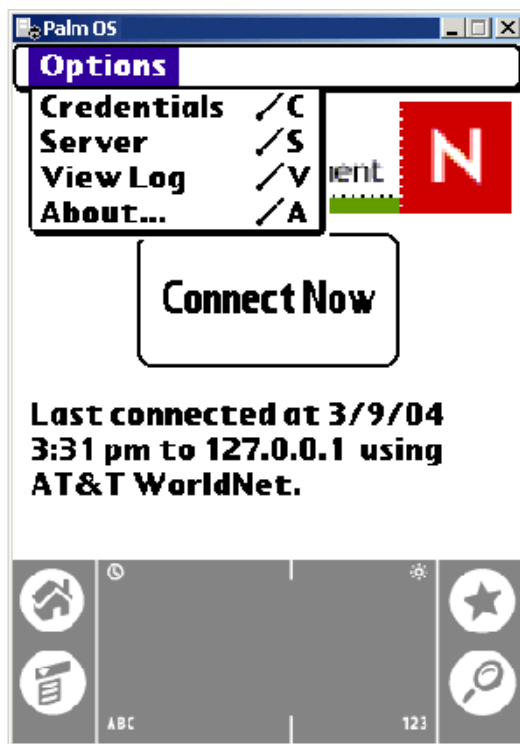 Palm OS
Options
Credentials /C
Server /S
View Log /V
About... /A
N
Connect Now
Last connected at 3/9/04
3:31 pm to 127.0.0.1 using
AT&T WorldNet.
ABC 123